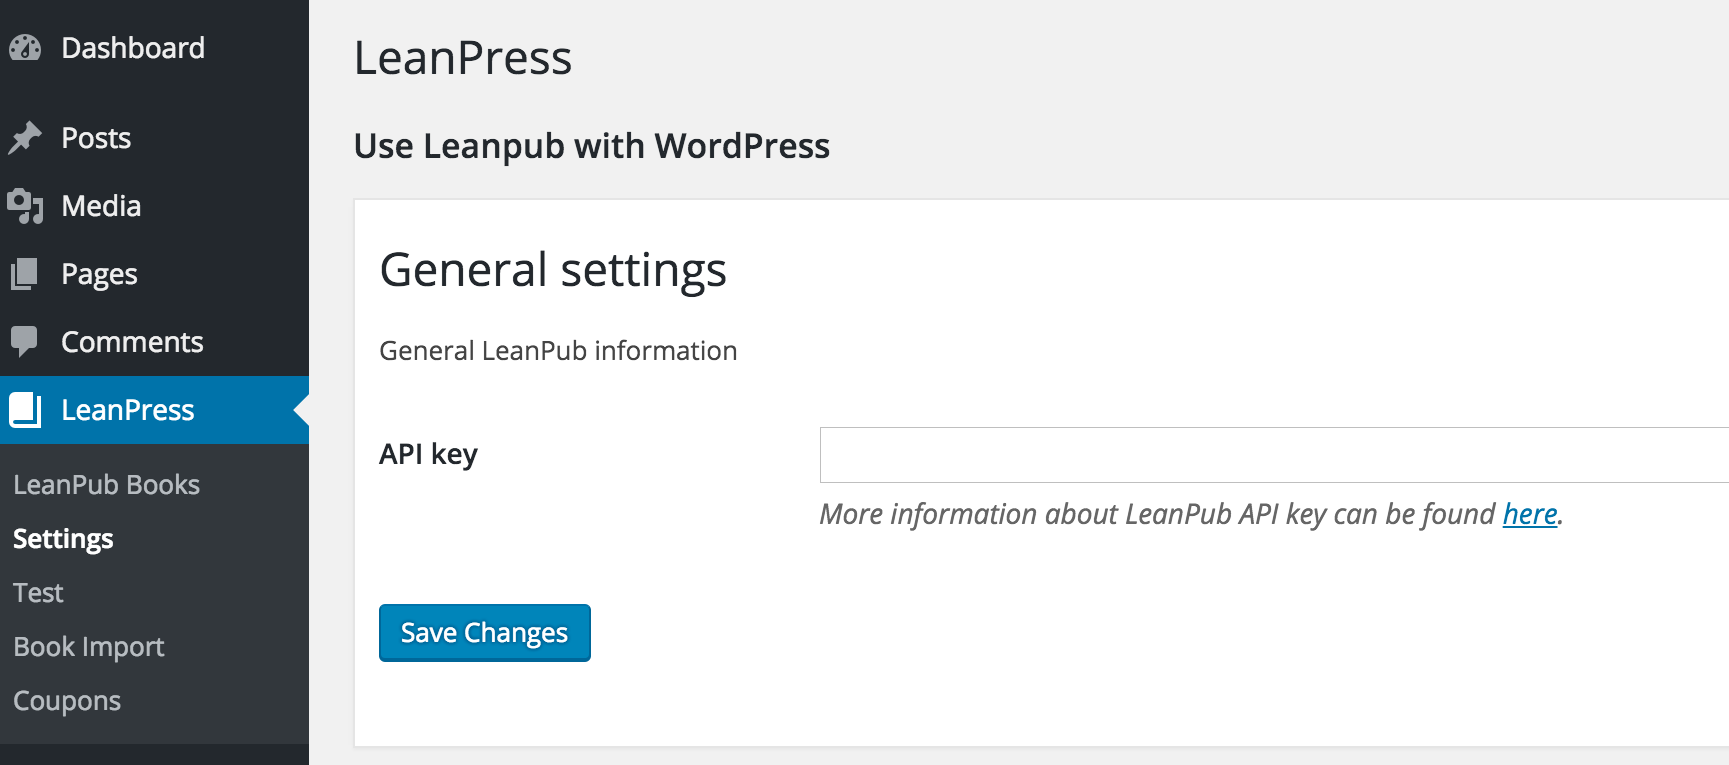 Dashboard
Posts
Media
Pages
Comments
LeanPress
LeanPub Books
Settings
Test
Book Import
Coupons
LeanPress
Use Leanpub with WordPress
General settings
General LeanPub information
API key
More information about LeanPub API key can be found here.
Save Changes